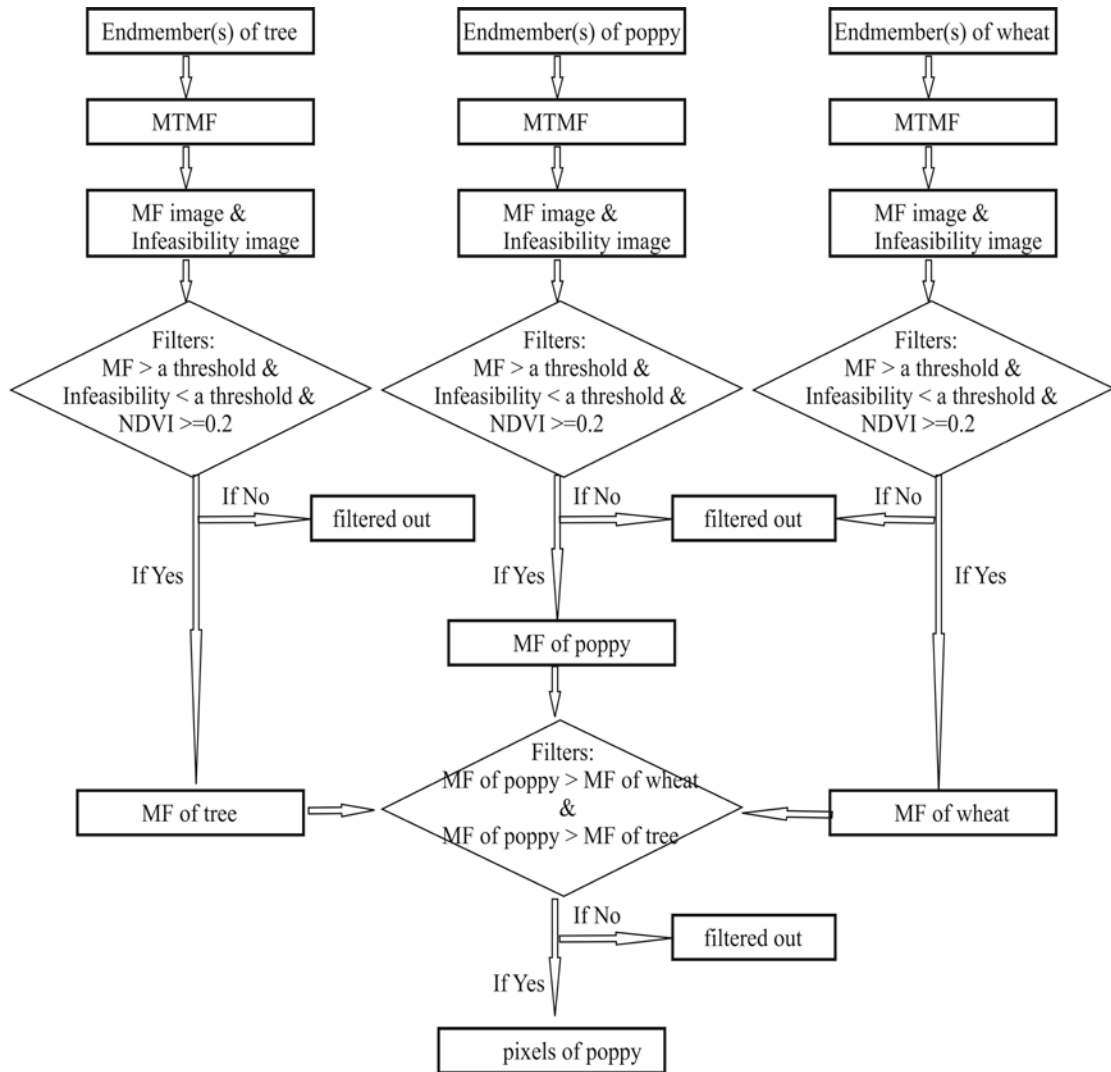 Endmember(s) of tree
Endmember(s) of poppy
Endmember(s) of wheat
MTMF
MTMF
MTMF
MF image &
Infeasibility image
MF image &
Infeasibility image
MF image &
Infeasibility image
Filters:
MF > a threshold &
Infeasibility < a threshold &
NDVI >=0.2
Filters:
MF > a threshold &
Infeasibility < a threshold &
NDVI >=0.2
Filters:
MF > a threshold &
Infeasibility < a threshold &
NDVI >=0.2
If No
filtered out
If No
filtered out
If No
If Yes
If Yes
If Yes
MF of poppy
MF of tree
Filters:
MF of poppy > MF of wheat
&
MF of poppy > MF of tree
MF of wheat
If No
filtered out
If Yes
pixels of poppy